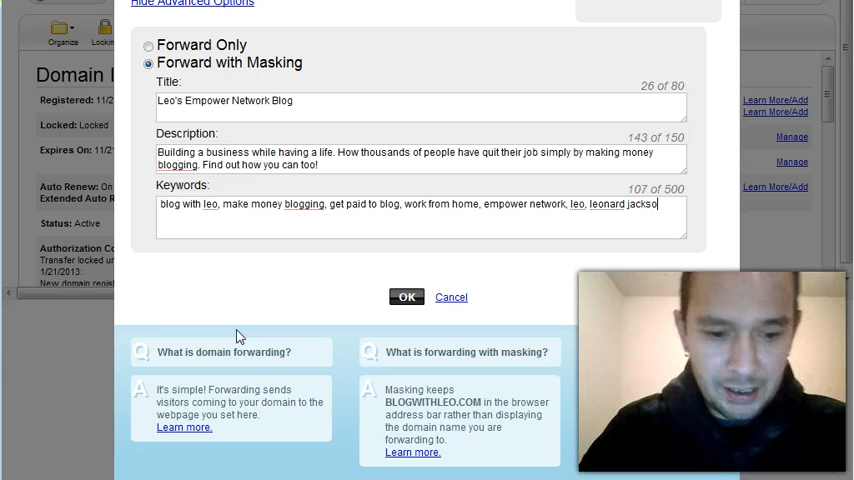 Hide Advanced Options
Organize
Forward Only
Forward with Masking
Title:
26 of 80
Leo's Empower Network Blog
Description:
143 of 150
Building a business while having a life. How thousands of people have quit their job simply by making money
blogging. Find out how you can too!
Keywords:
107 of 500
blog with leo, make money blogging, get paid to blog, work from home, empower network, leo, leonard jackso
OK
Cancel
Domain
Registered: 11/2
Locked: Locked
Expires On: 11/2
Auto Renew: On
Extended Auto R
Status: Active
Authorization Co
Transfer locked un
1/21/2013:
New domain regist
Learn More/Add
Learn More/Add
Manage
Manage
Learn More/Add
Q What is domain forwarding?
A It's simple! Forwarding sends
visitors coming to your domain to the
webpage you set here.
Learn more.
Q What is forwarding with masking?
A Masking keeps
BLOGWITHLEO.COM in the browser
address bar rather than displaying
the domain name you are
forwarding to.
Learn more.